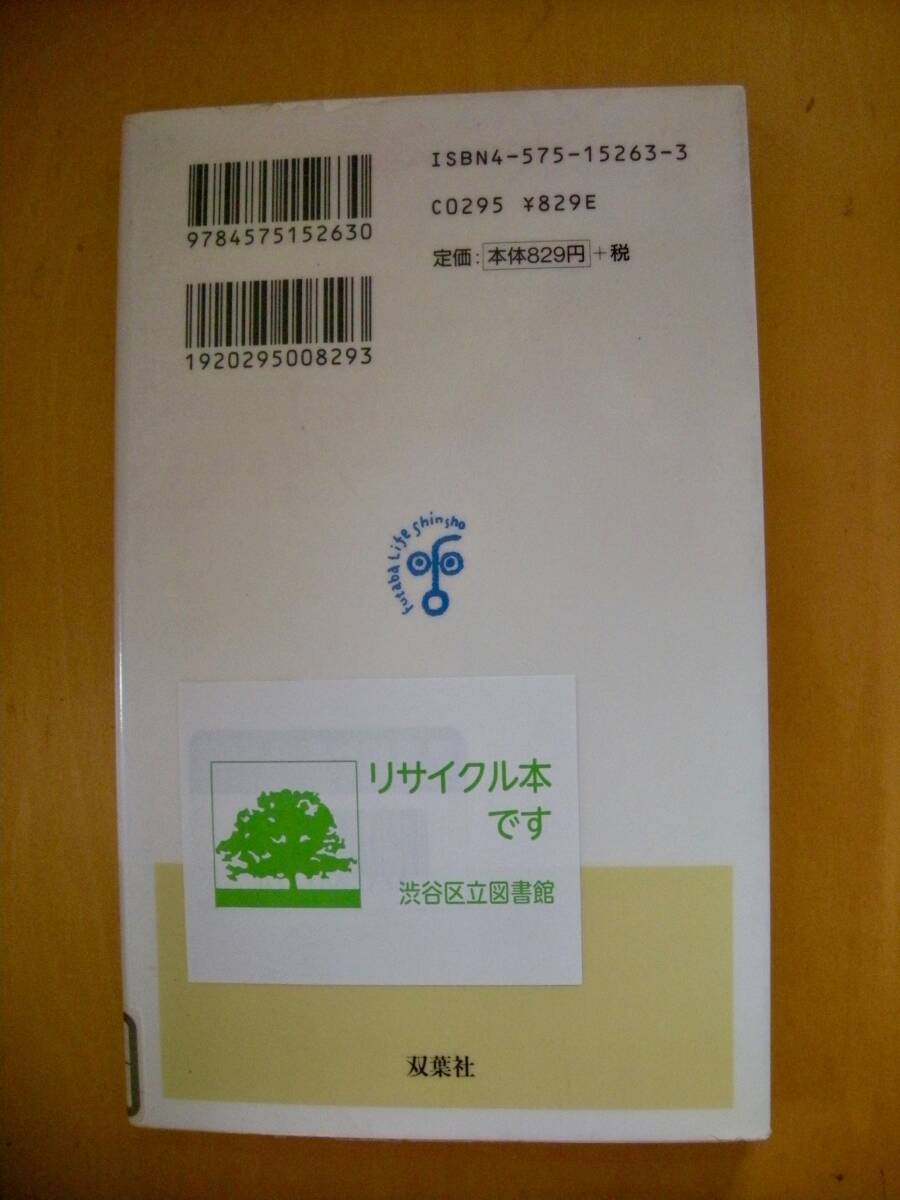 ISBN4-575-15263-3
C0295 ¥829E
定価：本体829円+税
9784575152630
1920295008293
Futaba Life Shinsho
リサイクル本
です
渋谷区立図書館
双葉社